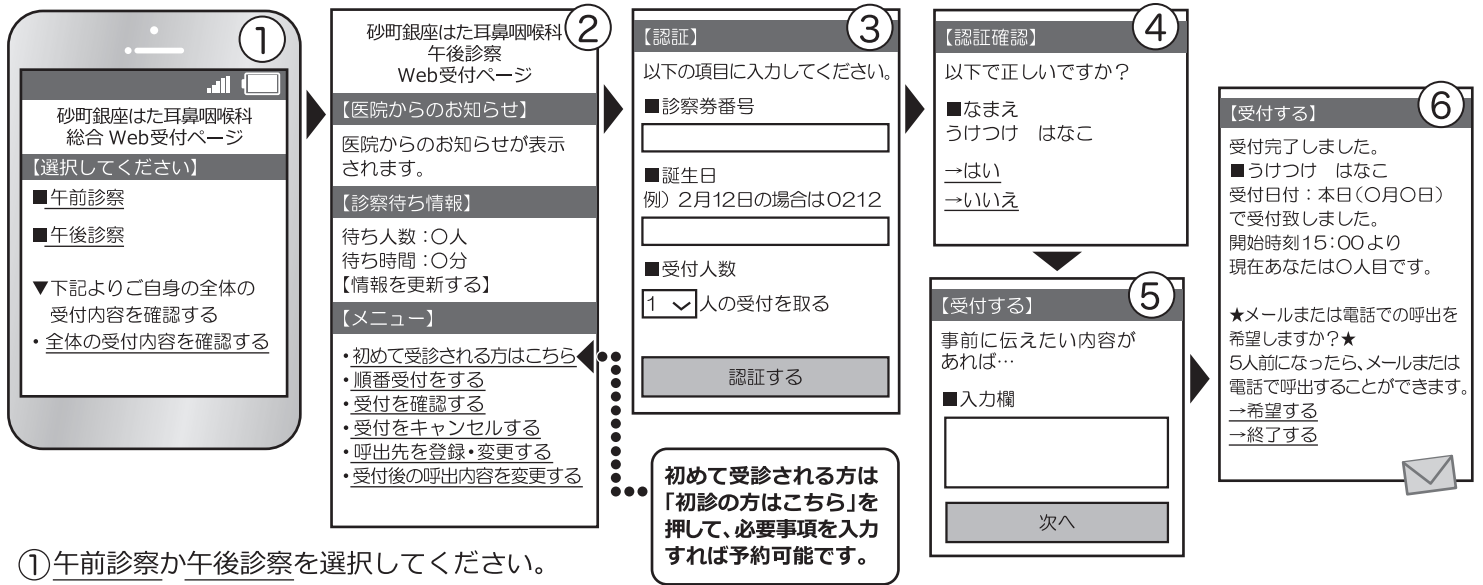 ①
砂町銀座はた耳鼻咽喉科
総合 Web受付ページ
【選択してください】
■午前診察
■午後診察
▼下記よりご自身の全体の
受付内容を確認する
・全体の受付内容を確認する
②
砂町銀座はた耳鼻咽喉科
午後診察
Web受付ページ
【医院からのお知らせ】
医院からのお知らせが表示
されます。
【診察待ち情報】
待ち人数：〇人
待ち時間：〇分
【情報を更新する】
【メニュー】
・初めて受診される方はこちら
・順番受付をする
・受付を確認する
・受付をキャンセルする
・呼出先を登録・変更する
・受付後の呼出内容を変更する
③
【認証】
以下の項目に入力してください。
■診察券番号
■誕生日
例）2月12日の場合は0212
■受付人数
1 人の受付を取る
認証する
初めて受診される方は
「初診の方はこちら」を
押して、必要事項を入力
すれば予約可能です。
④
【認証確認】
以下で正しいですか？
■なまえ
うけつけ　はなこ
→はい
→いいえ
⑤
【受付する】
事前に伝えたい内容が
あれば…
■入力欄
次へ
⑥
【受付する】
受付完了しました。
■うけつけ　はなこ
受付日付：本日（〇月〇日）
で受付致しました。
開始時刻15：00より
現在あなたは〇人目です。
★メールまたは電話での呼出を
希望しますか？★
5人前になったら、メールまたは
電話で呼出することができます。
→希望する
→終了する
①午前診察か午後診察を選択してください。